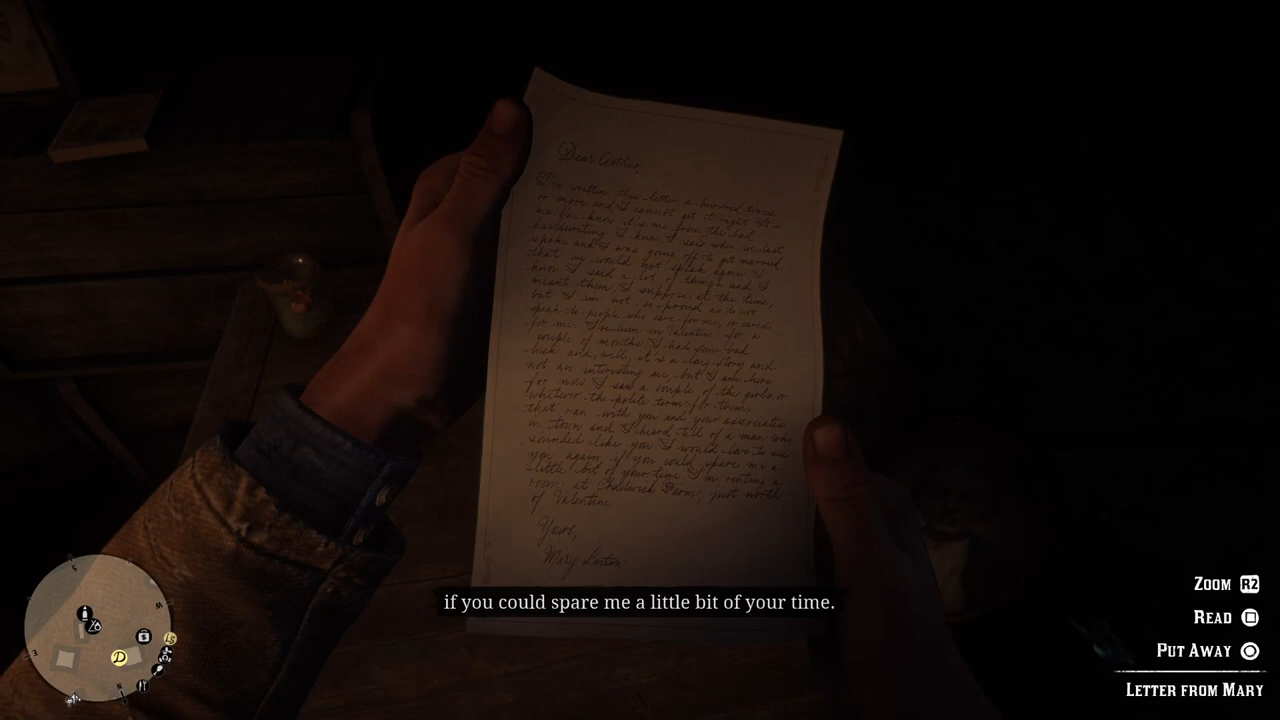 Dear Arthur,
I've written this letter a hundred times
or more and I cannot get it right. It's
me. You know it is me from the bad
handwriting. I know I said when we last
spoke and I was going off to get married
that we would not speak again. I
know I said a lot of things and I
meant them, I suppose, at the time,
but I am not so proud as to not
speak to people who care for me, or cared
for me. I've been in Valentine for a
couple of months. I had some bad
luck and, well, it's a long story and
not an interesting one, but I am here
for now. I saw a couple of the girls, or
whatever the polite term for them,
that ran with you and your associates
in town and I heard tell of a man who
sounded like you. I would love to see
you again, if you could spare me a
little bit of your time. I'm renting a
room at Chadwick Farm, just north
of Valentine.
Yours,
Mary Linton
if you could spare me a little bit of your time.
S
W
E
N
D
LS
$
ZOOM R2
READ
PUT AWAY
LETTER FROM MARY